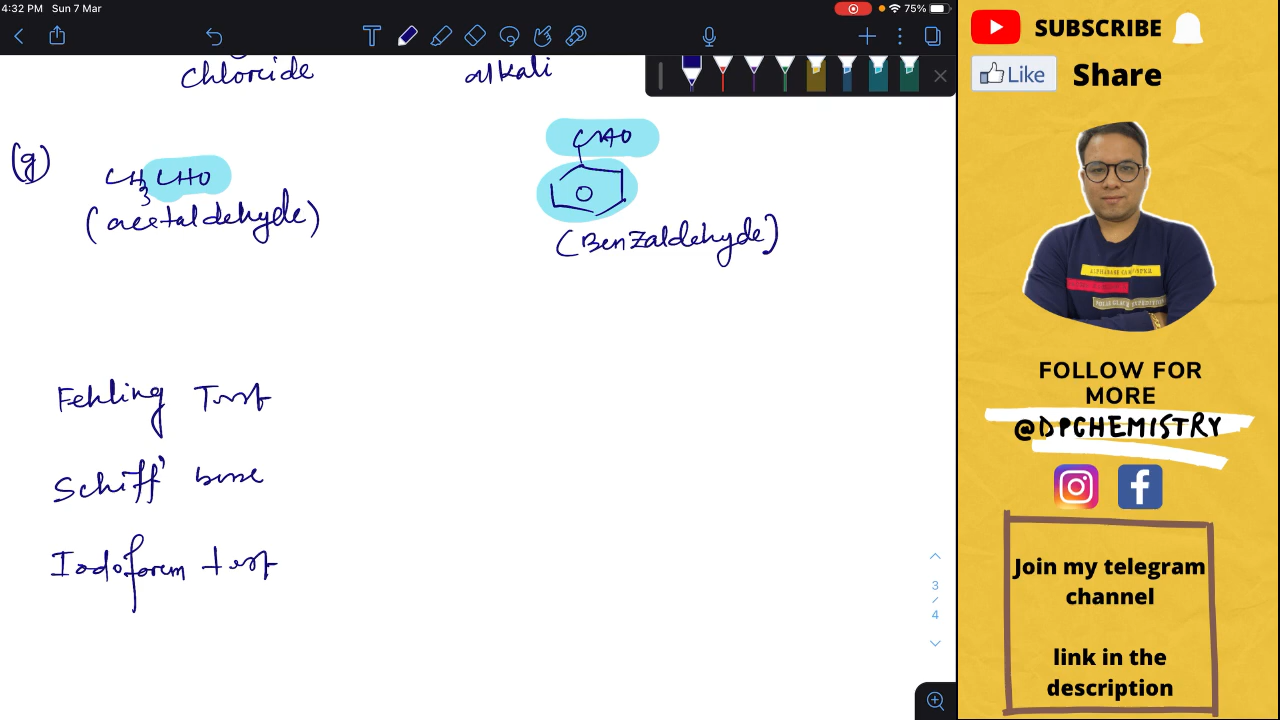 4:32 PM Sun 7 Mar
75%
Chloride
alkali
(g)
CH3CHO
(acetaldehyde)
CHO
(Benzaldehyde)
Fehling Test
Schiff' base
Iodoform test
3
/
4
SUBSCRIBE
Like Share
FOLLOW FOR
MORE
@DPCHEMISTRY
Join my telegram
channel
link in the
description